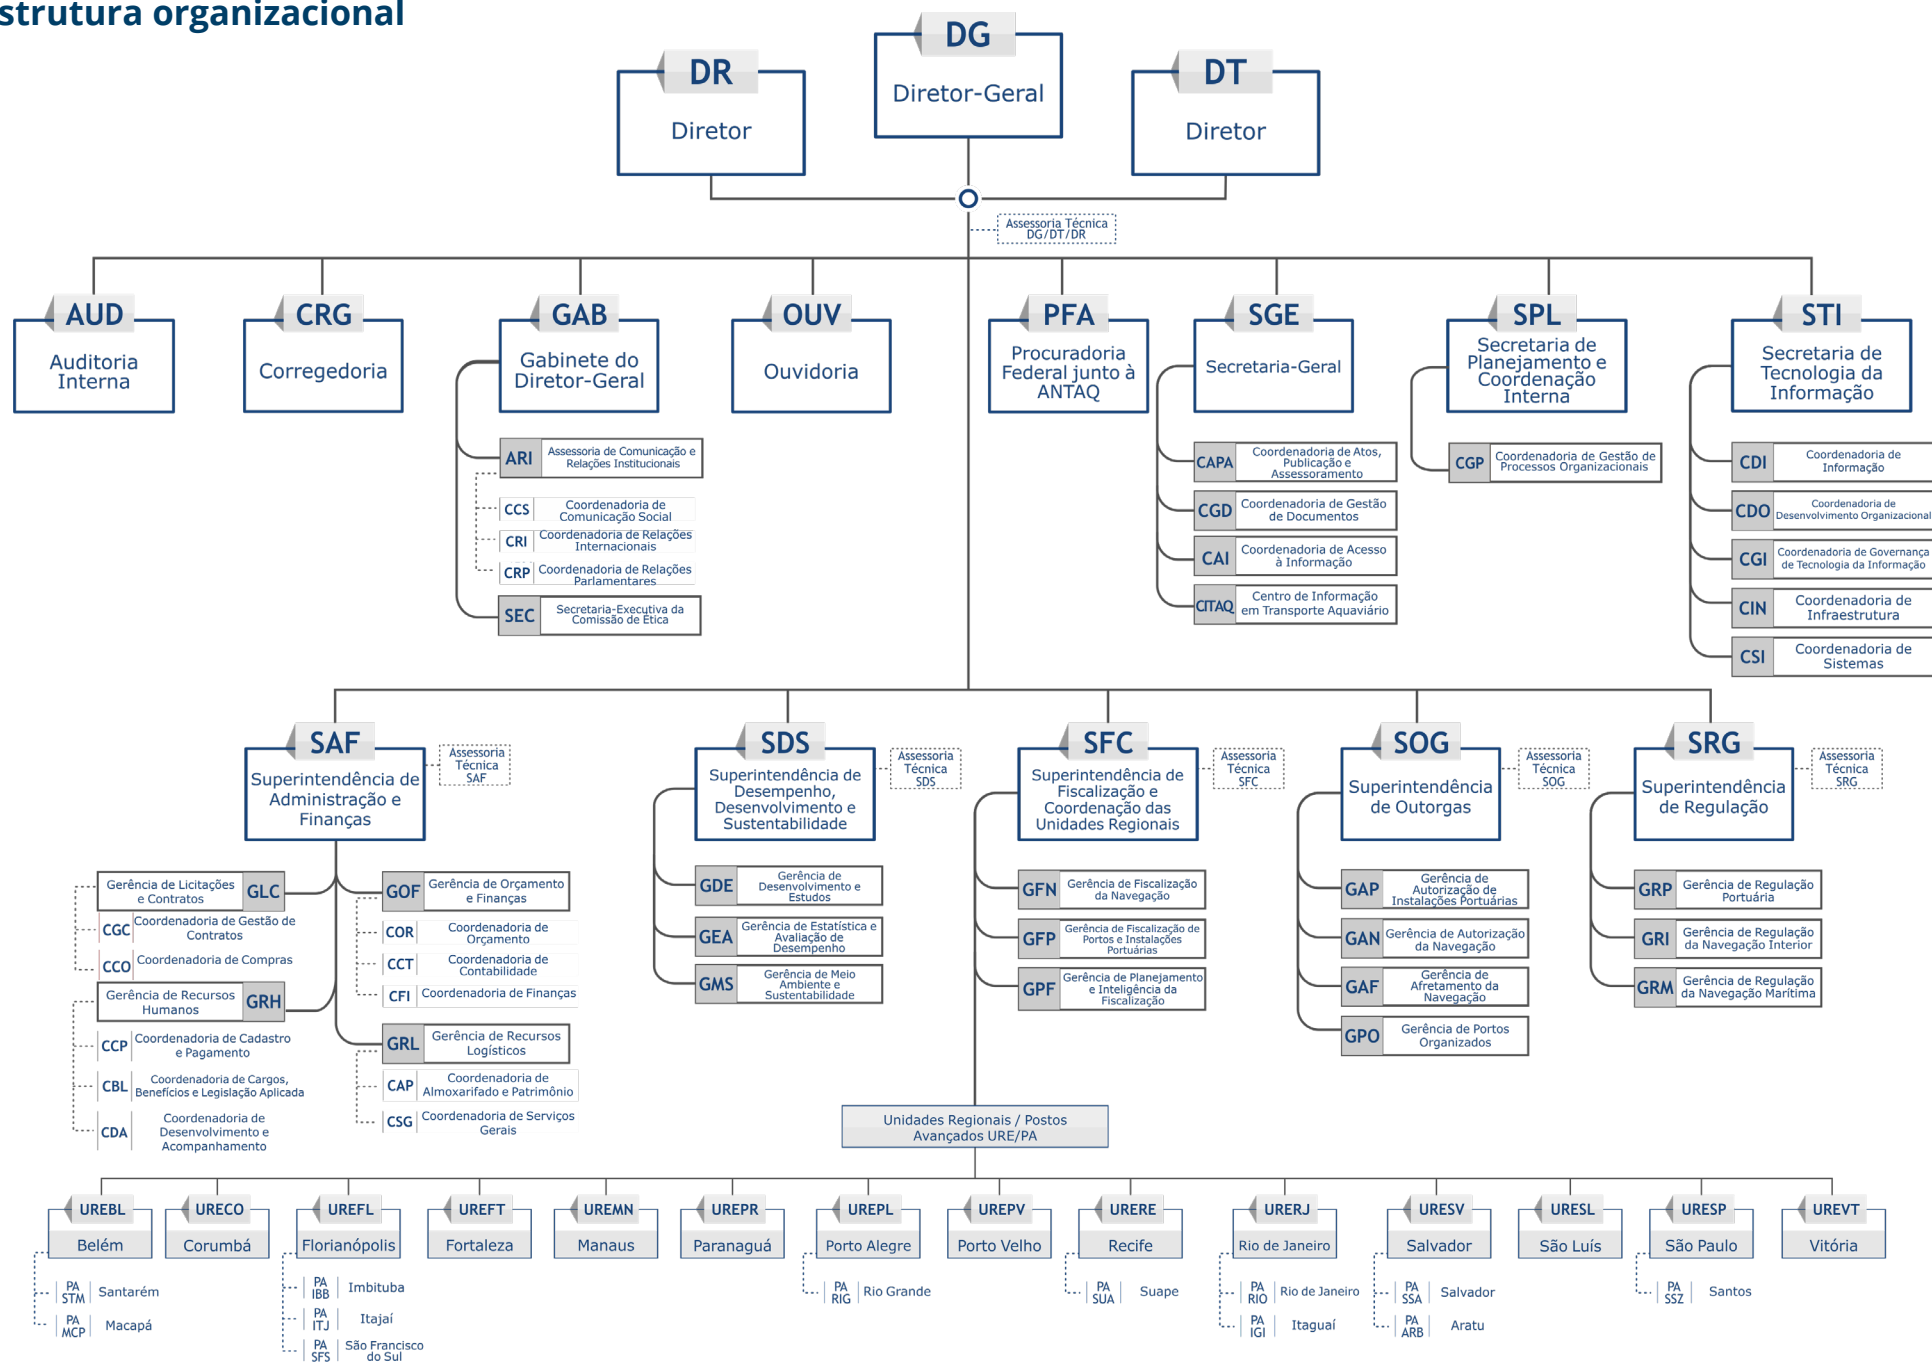 strutura organizacional
DG
Diretor-Geral
DR
Diretor
DT
Diretor
Assessoria Técnica
DG/DT/DR
AUD
Auditoria
Interna
CRG
Corregedoria
GAB
Gabinete do
Diretor-Geral
OUV
Ouvidoria
PFA
Procuradoria
Federal junto à
ANTAQ
SGE
Secretaria-Geral
SPL
Secretaria de
Planejamento e
Coordenação
Interna
STI
Secretaria de
Tecnologia da
Informação
ARI
Assessoria de Comunicação e
Relações Institucionais
CCS
Coordenadoria de
Comunicação Social
CRI
Coordenadoria de Relações
Internacionais
CRP
Coordenadoria de Relações
Parlamentares
SEC
Secretaria-Executiva da
Comissão de Ética
CAPA
Coordenadoria de Atos,
Publicação e
Assessoramento
CGD
Coordenadoria de Gestão
de Documentos
CAI
Coordenadoria de Acesso
à Informação
CITAQ
Centro de Informação
em Transporte Aquaviário
CGP
Coordenadoria de Gestão de
Processos Organizacionais
CDI
Coordenadoria de
Informação
CDO
Coordenadoria de
Desenvolvimento Organizacional
CGI
Coordenadoria de Governança
de Tecnologia da Informação
CIN
Coordenadoria de
Infraestrutura
CSI
Coordenadoria de
Sistemas
SAF
Superintendência de
Administração e
Finanças
Assessoria
Técnica
SAF
SDS
Superintendência de
Desempenho,
Desenvolvimento e
Sustentabilidade
Assessoria
Técnica
SDS
SFC
Superintendência de
Fiscalização e
Coordenação das
Unidades Regionais
Assessoria
Técnica
SFC
SOG
Superintendência
de Outorgas
Assessoria
Técnica
SOG
SRG
Superintendência
de Regulação
Assessoria
Técnica
SRG
Gerência de Licitações
e Contratos
GLC
CGC
Coordenadoria de Gestão de
Contratos
CCO
Coordenadoria de Compras
Gerência de Recursos
Humanos
GRH
CCP
Coordenadoria de Cadastro
e Pagamento
CBL
Coordenadoria de Cargos,
Benefícios e Legislação Aplicada
CDA
Coordenadoria de
Desenvolvimento e
Acompanhamento
GOF
Gerência de Orçamento
e Finanças
COR
Coordenadoria de
Orçamento
CCT
Coordenadoria de
Contabilidade
CFI
Coordenadoria de Finanças
GRL
Gerência de Recursos
Logísticos
CAP
Coordenadoria de
Almoxarifado e Patrimônio
CSG
Coordenadoria de Serviços
Gerais
GDE
Gerência de
Desenvolvimento e
Estudos
GEA
Gerência de Estatística e
Avaliação de
Desempenho
GMS
Gerência de Meio
Ambiente e
Sustentabilidade
GFN
Gerência de Fiscalização
da Navegação
GFP
Gerência de Fiscalização de
Portos e Instalações
Portuárias
GPF
Gerência de Planejamento
e Inteligência da
Fiscalização
GAP
Gerência de
Autorização de
Instalações Portuárias
GAN
Gerência de Autorização
da Navegação
GAF
Gerência de
Afretamento da
Navegação
GPO
Gerência de Portos
Organizados
GRP
Gerência de Regulação
Portuária
GRI
Gerência de Regulação
da Navegação Interior
GRM
Gerência de Regulação
da Navegação Marítima
Unidades Regionais / Postos
Avançados URE/PA
UREBL
Belém
PA
STM
Santarém
PA
MCP
Macapá
URECO
Corumbá
UREFL
Florianópolis
PA
IBB
Imbituba
PA
ITJ
Itajaí
PA
SFS
São Francisco
do Sul
UREFT
Fortaleza
UREMN
Manaus
UREPR
Paranaguá
UREPL
Porto Alegre
PA
RIG
Rio Grande
UREPV
Porto Velho
URERE
Recife
PA
SUA
Suape
URERJ
Rio de Janeiro
PA
RIO
Rio de Janeiro
PA
IGI
Itaguaí
URESV
Salvador
PA
SSA
Salvador
PA
ARB
Aratu
URESL
São Luís
URESP
São Paulo
PA
SSZ
Santos
UREVT
Vitória